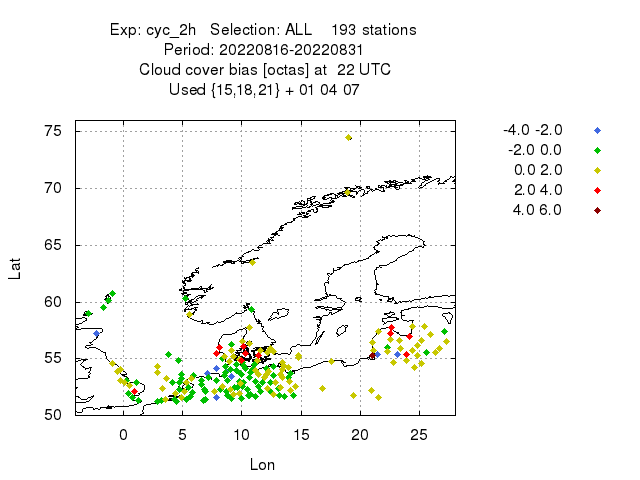 Exp: cyc_2h Selection: ALL 193 stations
Period: 20220816-20220831
Cloud cover bias [octas] at 22 UTC
Used {15,18,21} + 01 04 07
-4.0 -2.0
-2.0 0.0
0.0 2.0
2.0 4.0
4.0 6.0
75
70
65
60
55
50
Lat
0 5 10 15 20 25
Lon